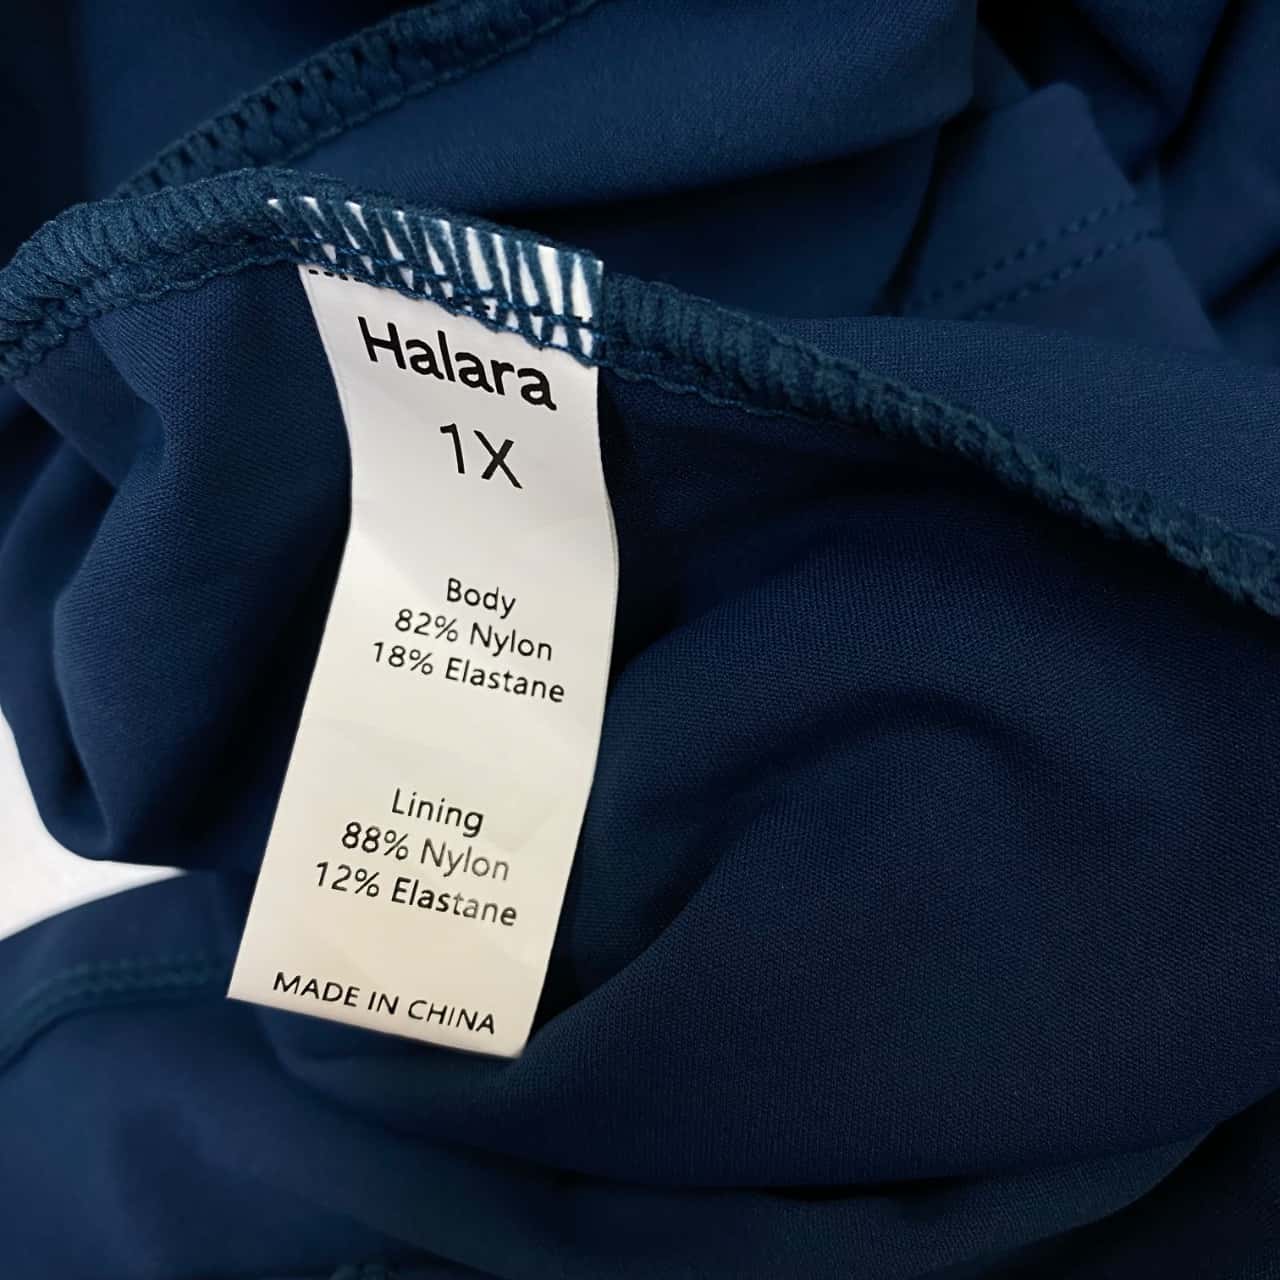 Halara
1X
Body
82% Nylon
18% Elastane
Lining
88% Nylon
12% Elastane
MADE IN CHINA